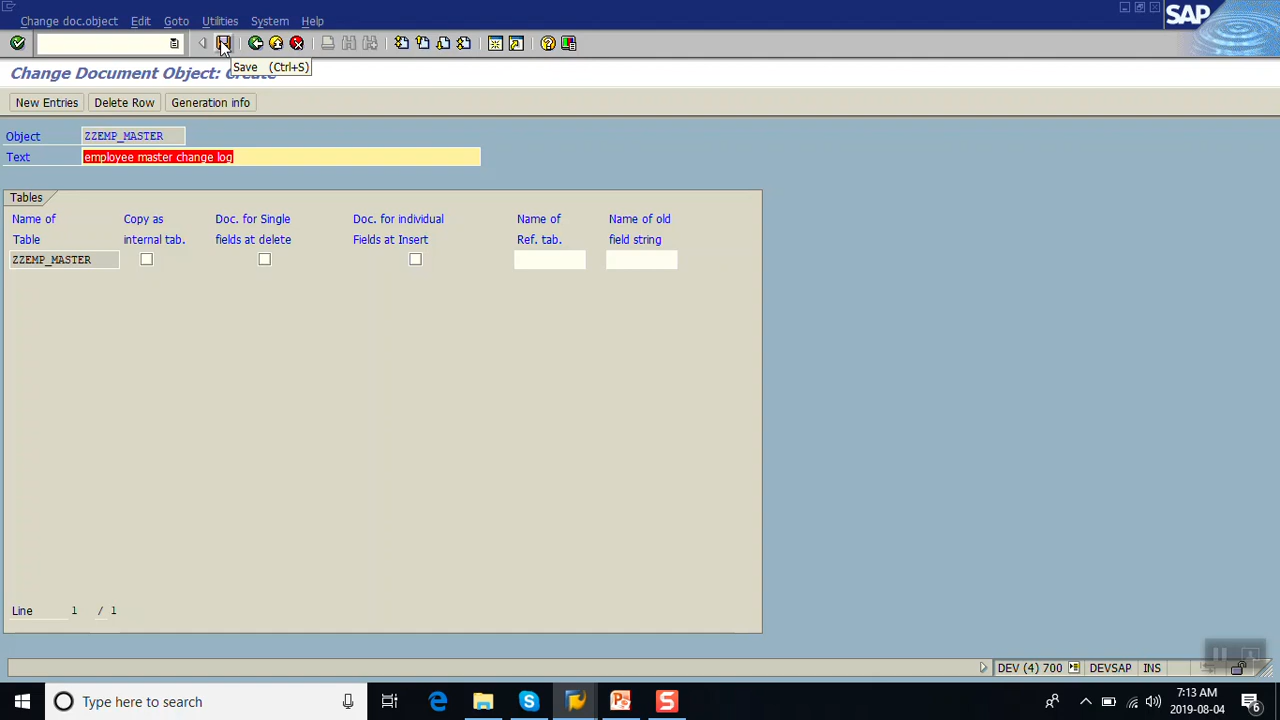 Change doc.object Edit Goto Utilities System Help
SAP
Save (Ctrl+S)
Change Document Object: Create
New Entries Delete Row Generation info
Object ZZEMP_MASTER
Text employee master change log
Tables
Name of Copy as Doc. for Single Doc. for individual Name of Name of old
Table internal tab. fields at delete Fields at Insert Ref. tab. field string
ZZEMP_MASTER
Line 1 / 1
DEV (4) 700 DEVSAP INS
Type here to search
7:13 AM
2019-08-04
6